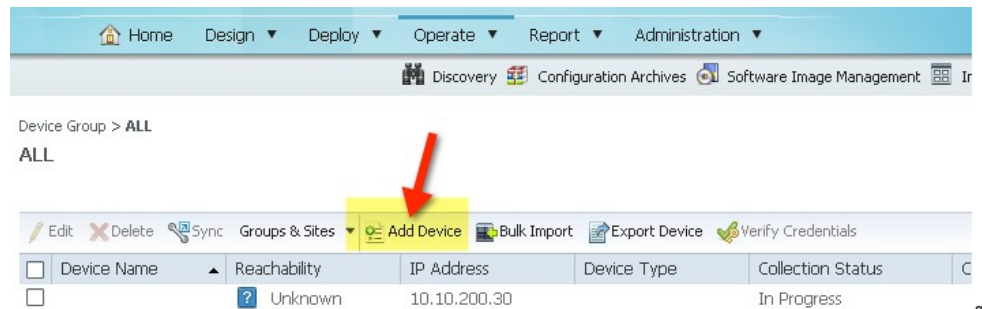 Home Design Deploy Operate Report Administration
Discovery Configuration Archives Software Image Management
Device Group > ALL
ALL
Edit Delete Sync Groups & Sites Add Device Bulk Import Export Device Verify Credentials
Device Name Reachability IP Address Device Type Collection Status C
? Unknown 10.10.200.30 In Progress